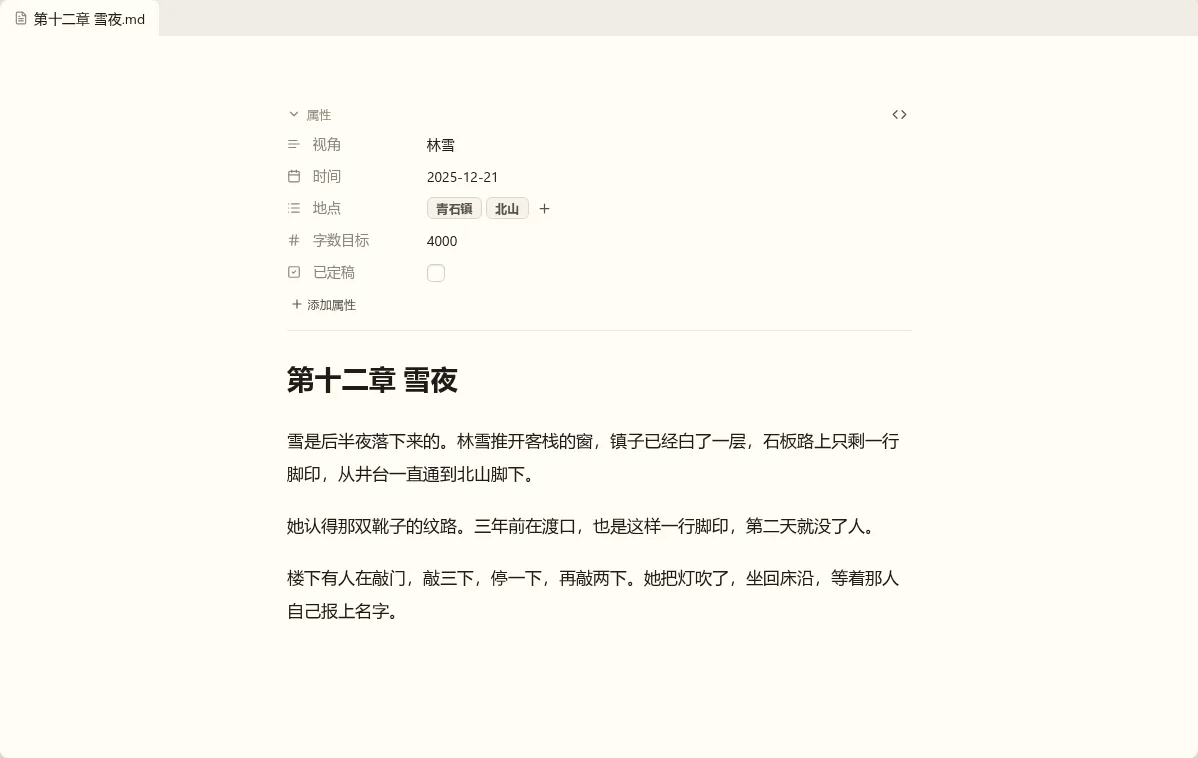 第十二章 雪夜.md
属性
视角 林雪
时间 2025-12-21
地点 青石镇 北山
字数目标 4000
已定稿
添加属性
第十二章 雪夜
雪是后半夜落下来的。林雪推开客栈的窗，镇子已经白了一层，石板路上只剩一行
脚印，从井台一直通到北山脚下。
她认得那双靴子的纹路。三年前在渡口，也是这样一行脚印，第二天就没了人。
楼下有人在敲门，敲三下，停一下，再敲两下。她把灯吹了，坐回床沿，等着那人
自己报上名字。